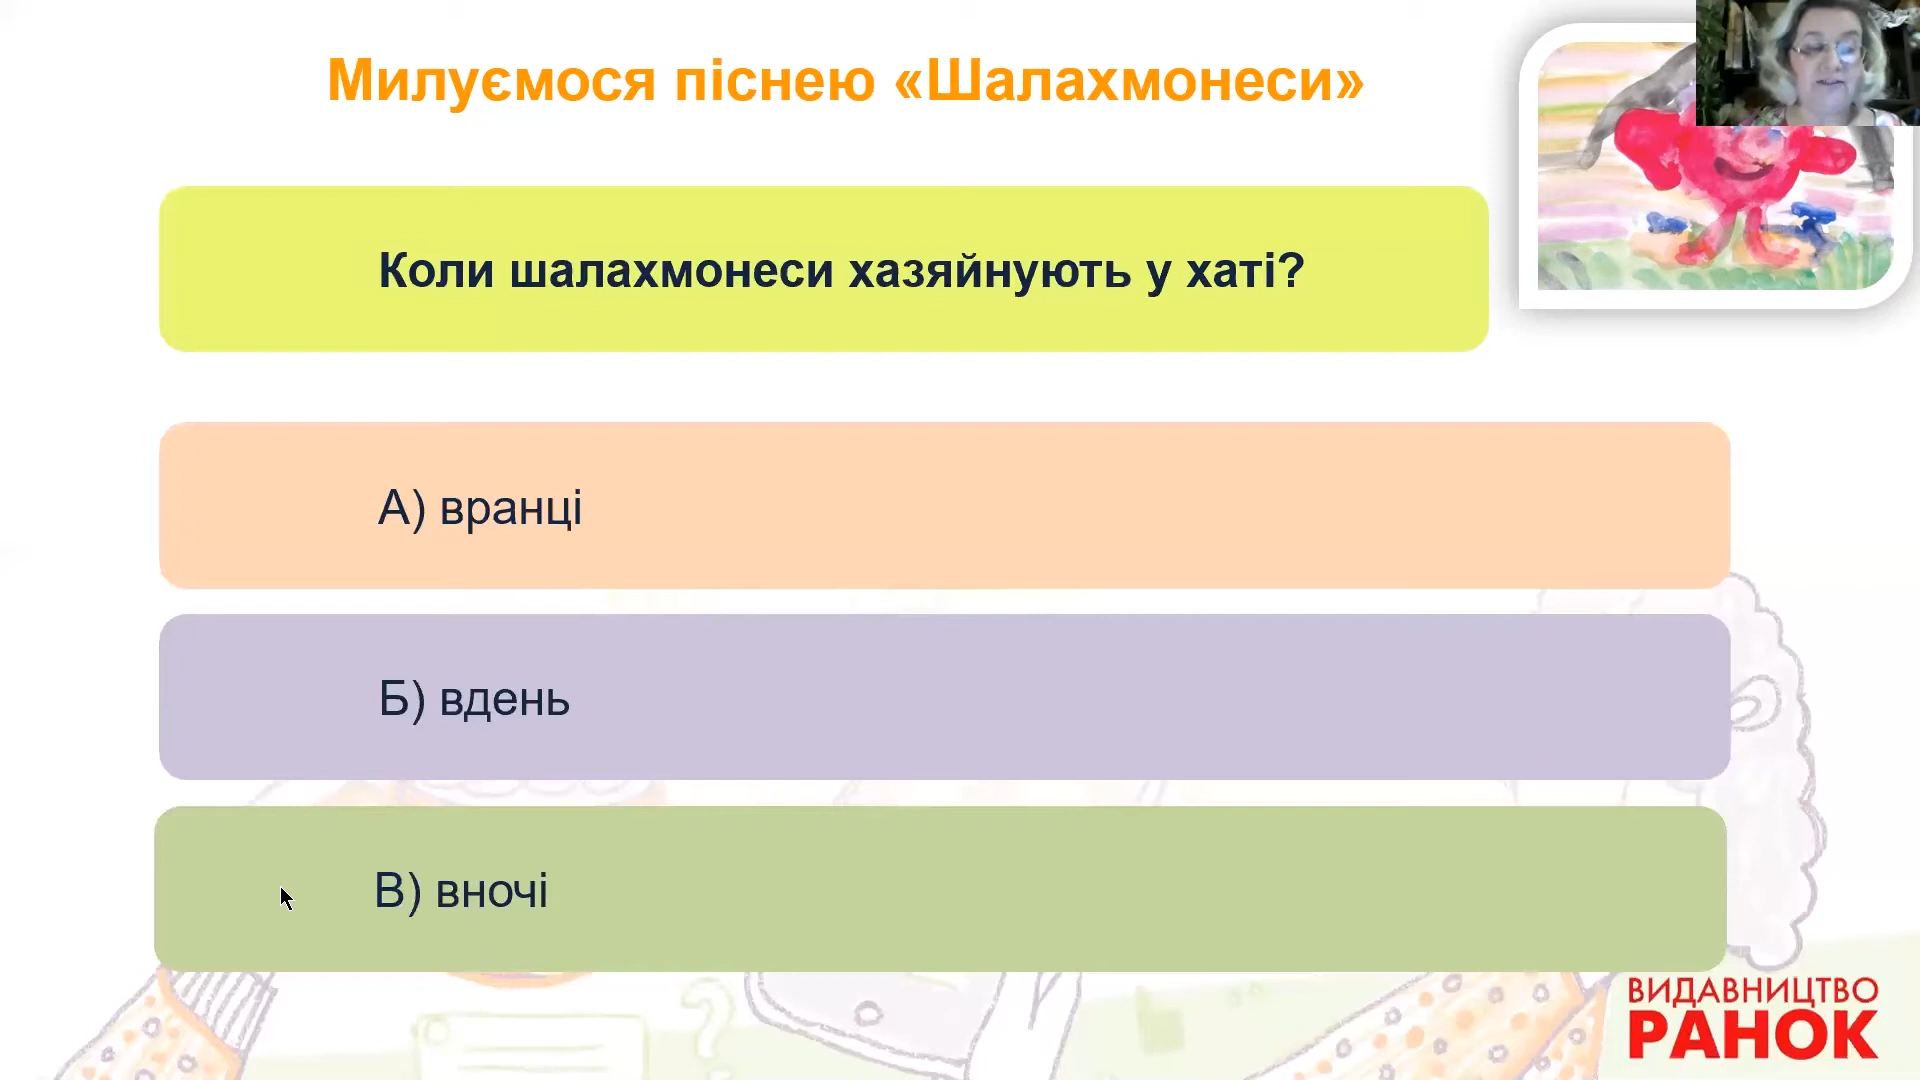 Милуємося піснею «Шалахмонеси»
Коли шалахмонеси хазяйнують у хаті?
А) вранці
Б) вдень
В) вночі
ВИДАВНИЦТВО
РАНОК